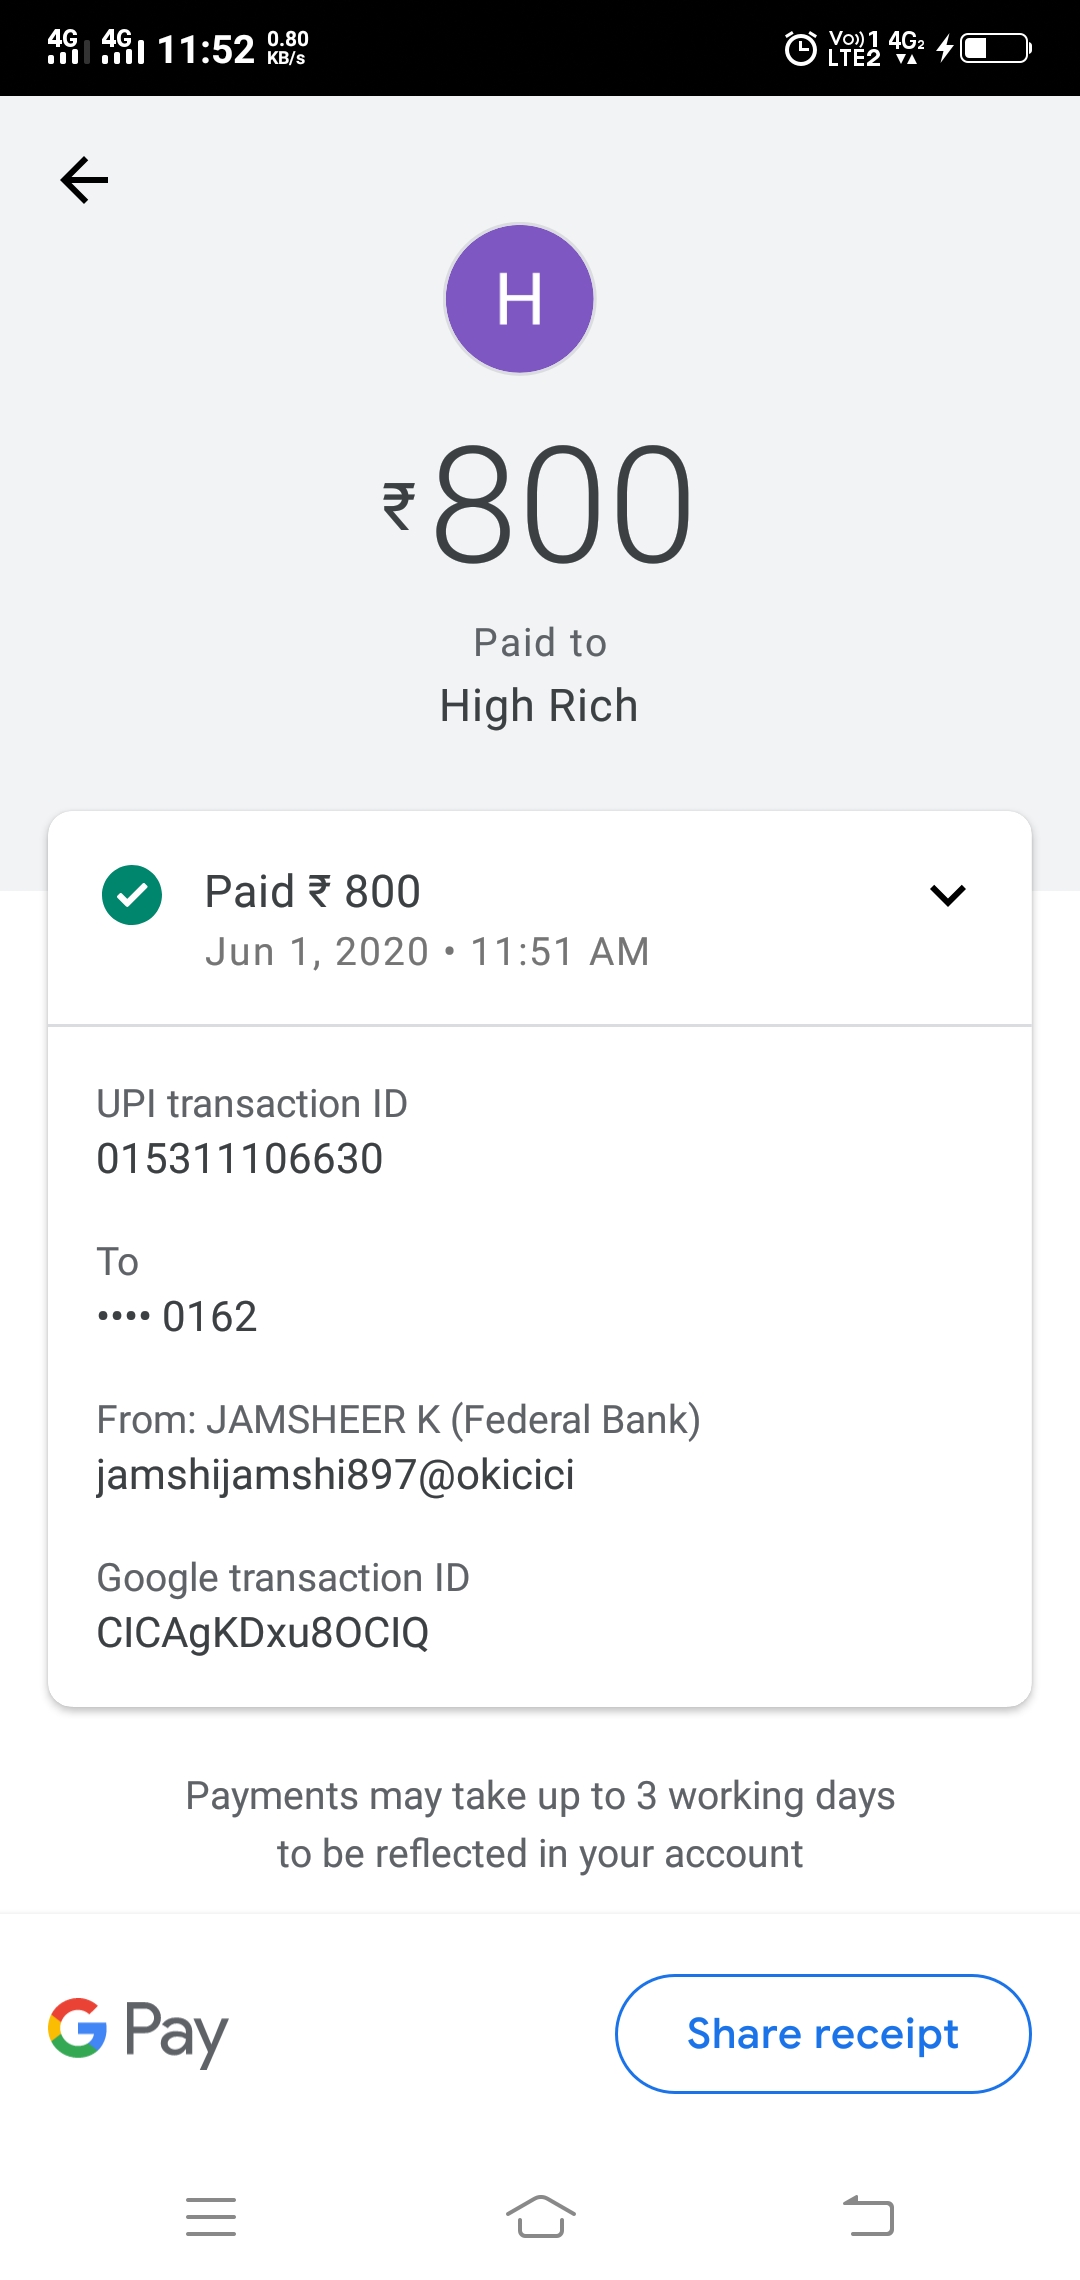 4G 4G 11:52 0.80 KB/s Vo)) 1 LTE2 4G2
H
₹800
Paid to
High Rich
Paid ₹ 800
Jun 1, 2020 • 11:51 AM
UPI transaction ID
015311106630
To
•••• 0162
From: JAMSHEER K (Federal Bank)
jamshijamshi897@okicici
Google transaction ID
CICAgKDxu8OCIQ
Payments may take up to 3 working days
to be reflected in your account
G Pay
Share receipt